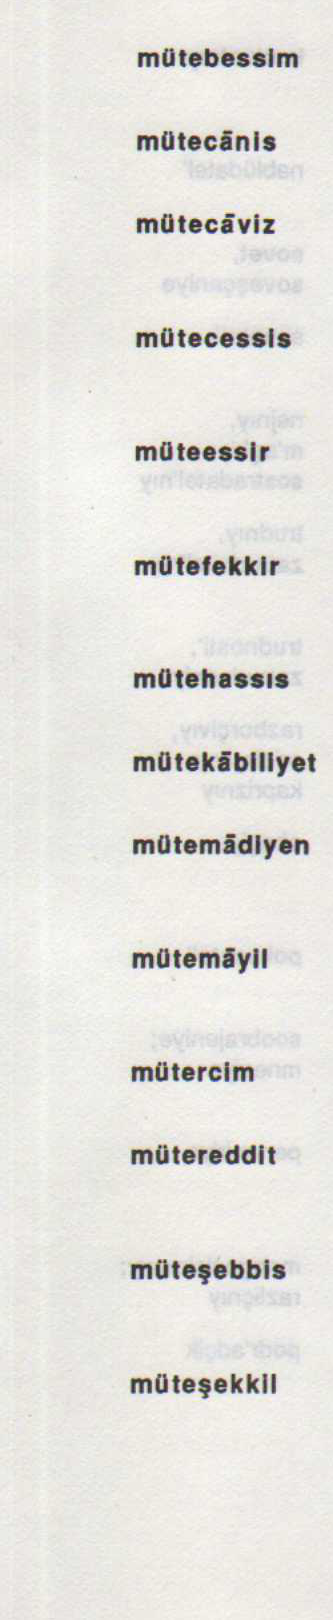 mütebessim
mütecānis
mütecāviz
mütecessis
müteessir
mütefekkir
mütehassıs
mütekābiliyet
mütemādiyen
mütemāyil
mütercim
mütereddit
müteşebbis
müteşekkil